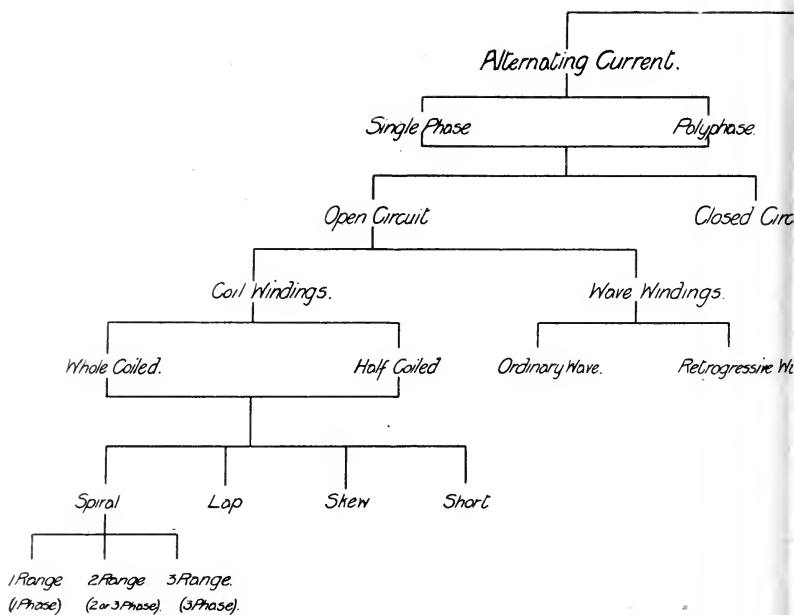 Alternating Current.
Single Phase Polyphase.
Open Circuit Closed
Coil Windings. Wave Windings.
Whole Coiled. Half Coiled Ordinary Wave. Retrogressive
Spiral Lap Skew Short
1 Range 2 Range 3 Range.
(1 Phase) (2 or 3 Phase). (3 Phase).